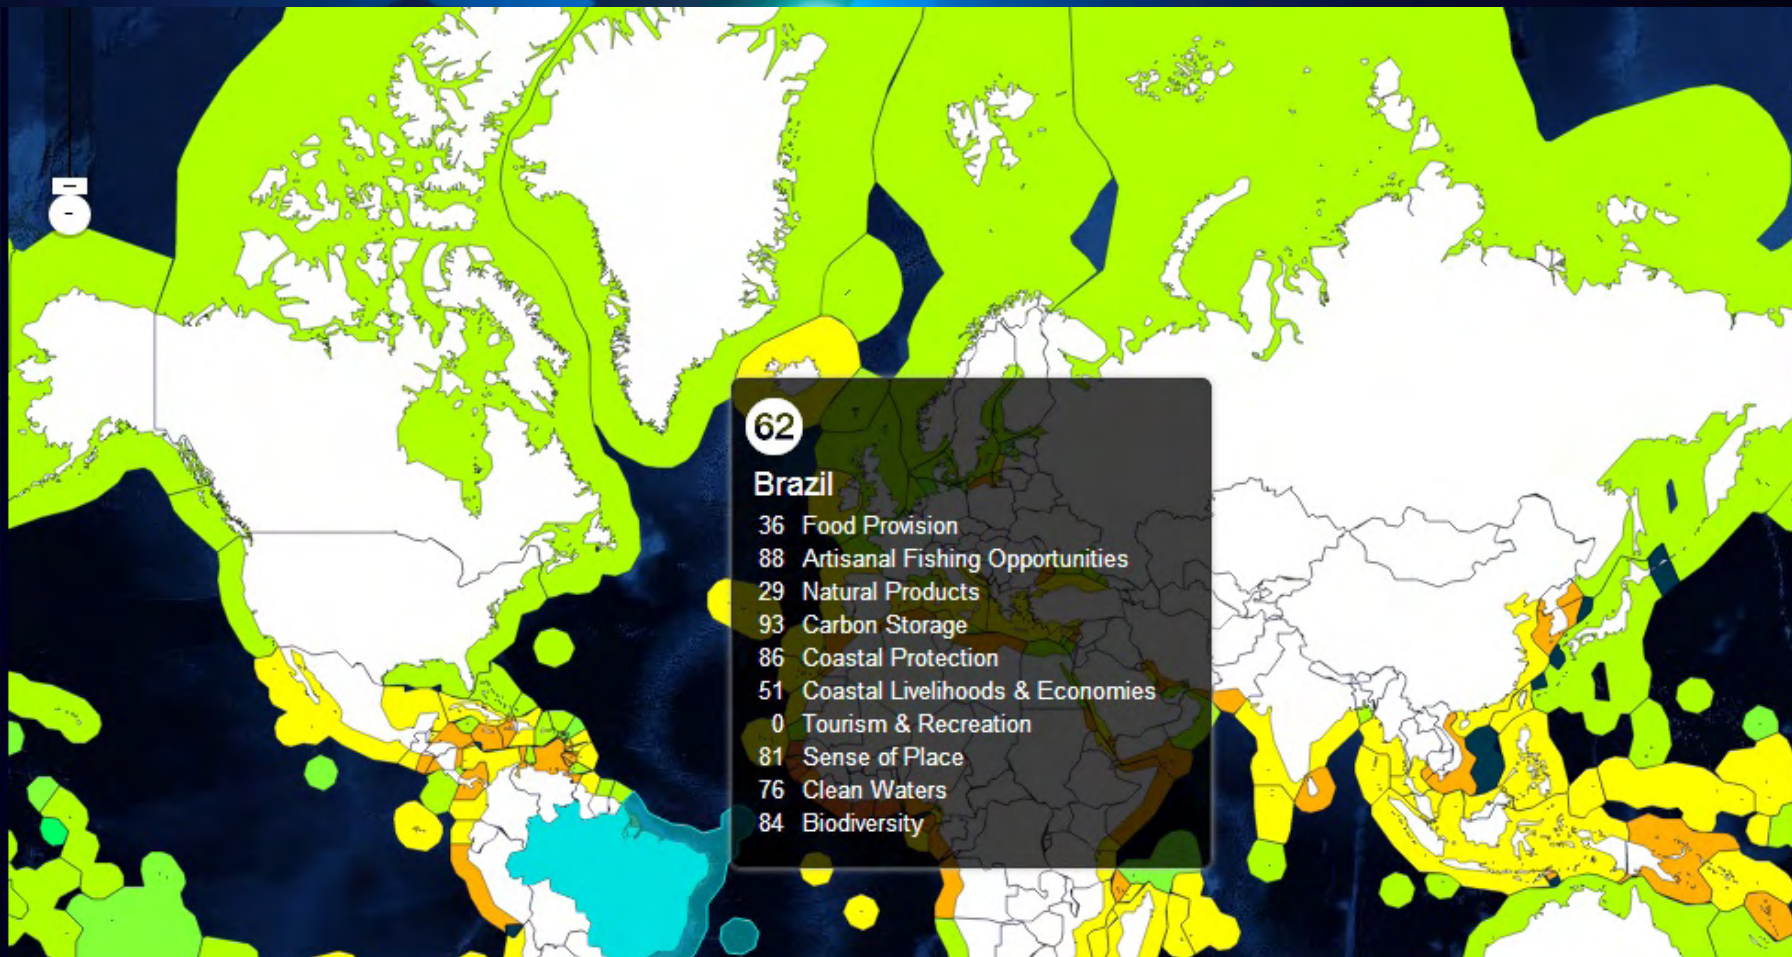 62
Brazil
36 Food Provision
88 Artisanal Fishing Opportunities
29 Natural Products
93 Carbon Storage
86 Coastal Protection
51 Coastal Livelihoods & Economies
0 Tourism & Recreation
81 Sense of Place
76 Clean Waters
84 Biodiversity